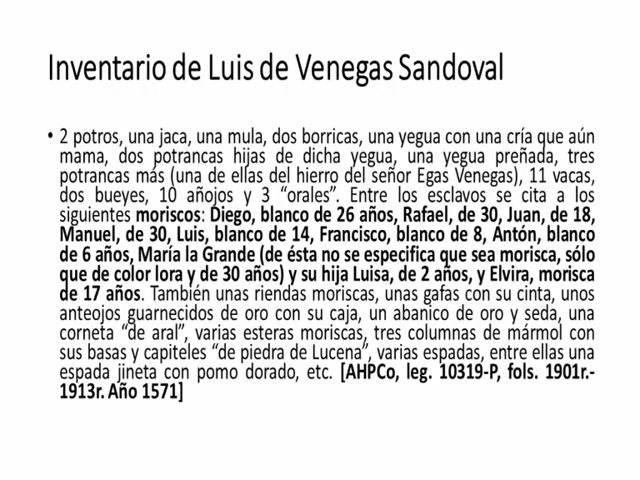 Inventario de Luis de Venegas Sandoval
• 2 potros, una jaca, una mula, dos borricas, una yegua con una cría que aún
mama, dos potrancas hijas de dicha yegua, una yegua preñada, tres
potrancas más (una de ellas del hierro del señor Egas Venegas), 11 vacas,
dos bueyes, 10 añojos y 3 “orales”. Entre los esclavos se cita a los
siguientes moriscos: Diego, blanco de 26 años, Rafael, de 30, Juan, de 18,
Manuel, de 30, Luis, blanco de 14, Francisco, blanco de 8, Antón, blanco
de 6 años, María la Grande (de ésta no se especifica que sea morisca, sólo
que de color lora y de 30 años) y su hija Luisa, de 2 años, y Elvira, morisca
de 17 años. También unas riendas moriscas, unas gafas con su cinta, unos
anteojos guarnecidos de oro con su caja, un abanico de oro y seda, una
corneta “de aral”, varias esteras moriscas, tres columnas de mármol con
sus basas y capiteles “de piedra de Lucena”, varias espadas, entre ellas una
espada jineta con pomo dorado, etc. [AHPCo, leg. 10319-P, fols. 1901r.-
1913r. Año 1571]